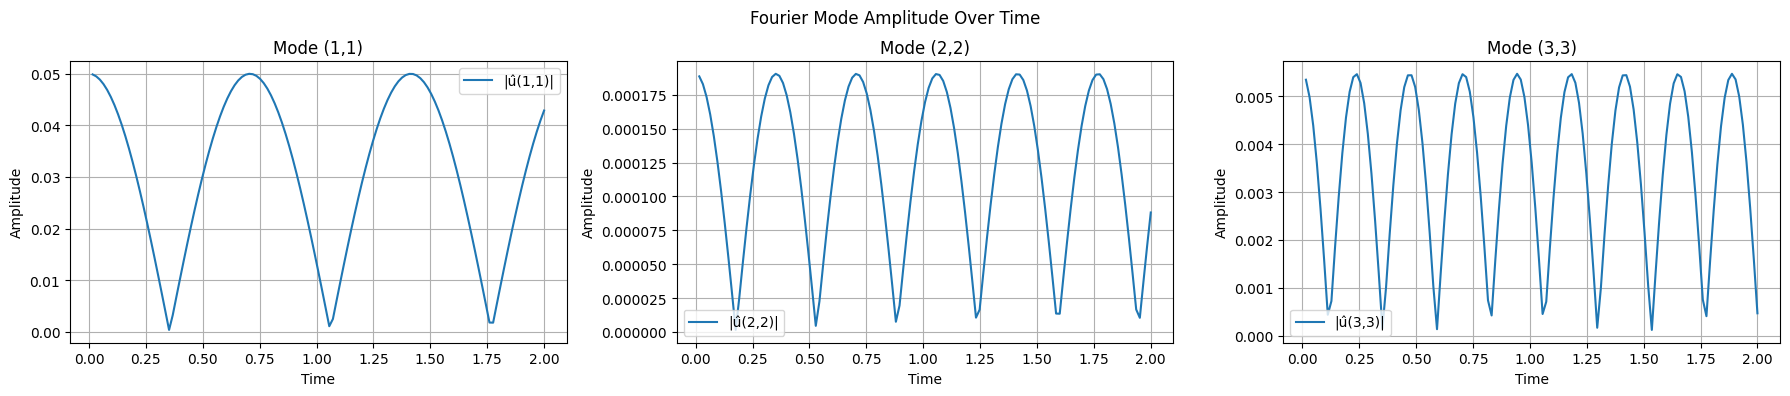 Fourier Mode Amplitude Over Time
Mode (1,1)
|û(1,1)|
0.05
0.04
0.03
0.02
0.01
0.00
Amplitude
0.00 0.25 0.50 0.75 1.00 1.25 1.50 1.75 2.00
Time
Mode (2,2)
|û(2,2)|
0.000175
0.000150
0.000125
0.000100
0.000075
0.000050
0.000025
0.000000
Amplitude
0.00 0.25 0.50 0.75 1.00 1.25 1.50 1.75 2.00
Time
Mode (3,3)
|û(3,3)|
0.005
0.004
0.003
0.002
0.001
0.000
Amplitude
0.00 0.25 0.50 0.75 1.00 1.25 1.50 1.75 2.00
Time